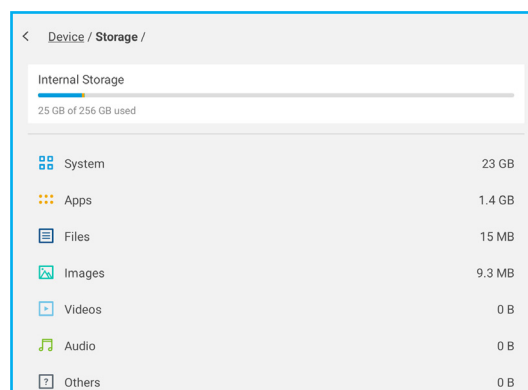 Device / Storage /
Internal Storage
25 GB of 256 GB used
System 23 GB
Apps 1.4 GB
Files 15 MB
Images 9.3 MB
Videos 0 B
Audio 0 B
? Others 0 B